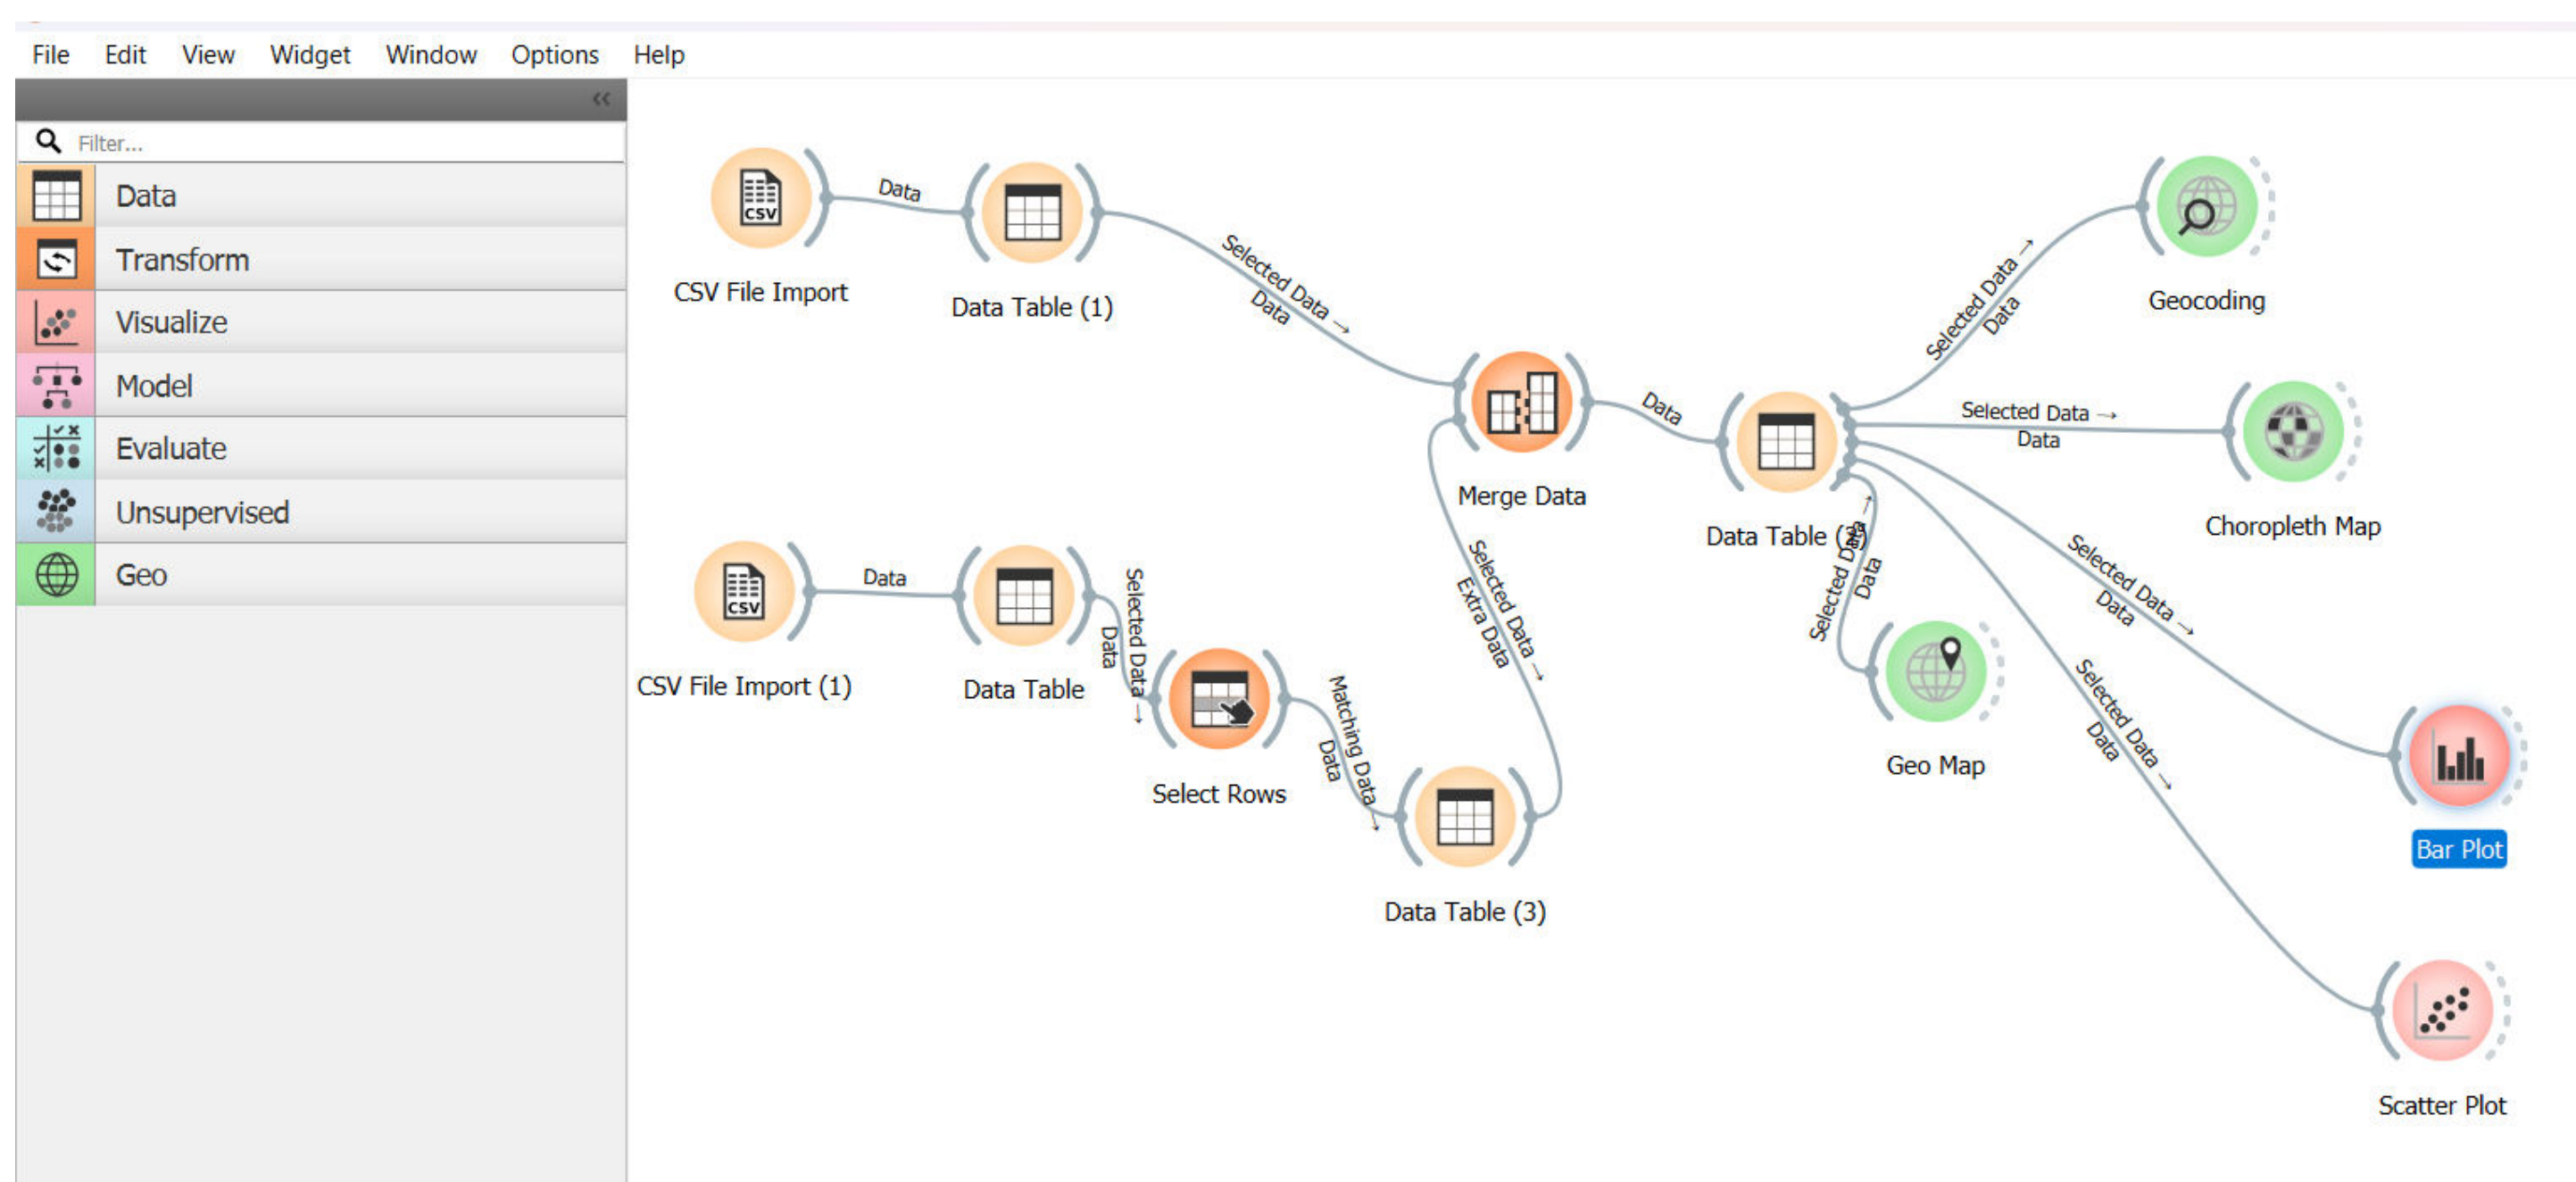 File Edit View Widget Window Options Help
Filter...
Data
Transform
Visualize
Model
Evaluate
Unsupervised
Geo
CSV
CSV File Import
Data
Data Table (1)
Selected Data →
Data
CSV
CSV File Import (1)
Data
Data Table
Selected Data →
Data
Select Rows
Matching Data →
Data
Data Table (3)
Selected Data →
Extra Data
Merge Data
Data
Data Table
Selected Data →
Data
Geocoding
Selected Data →
Data
Choropleth Map
Selected Data →
Data
Geo Map
Selected Data →
Data
Bar Plot
Selected Data →
Data
Scatter Plot